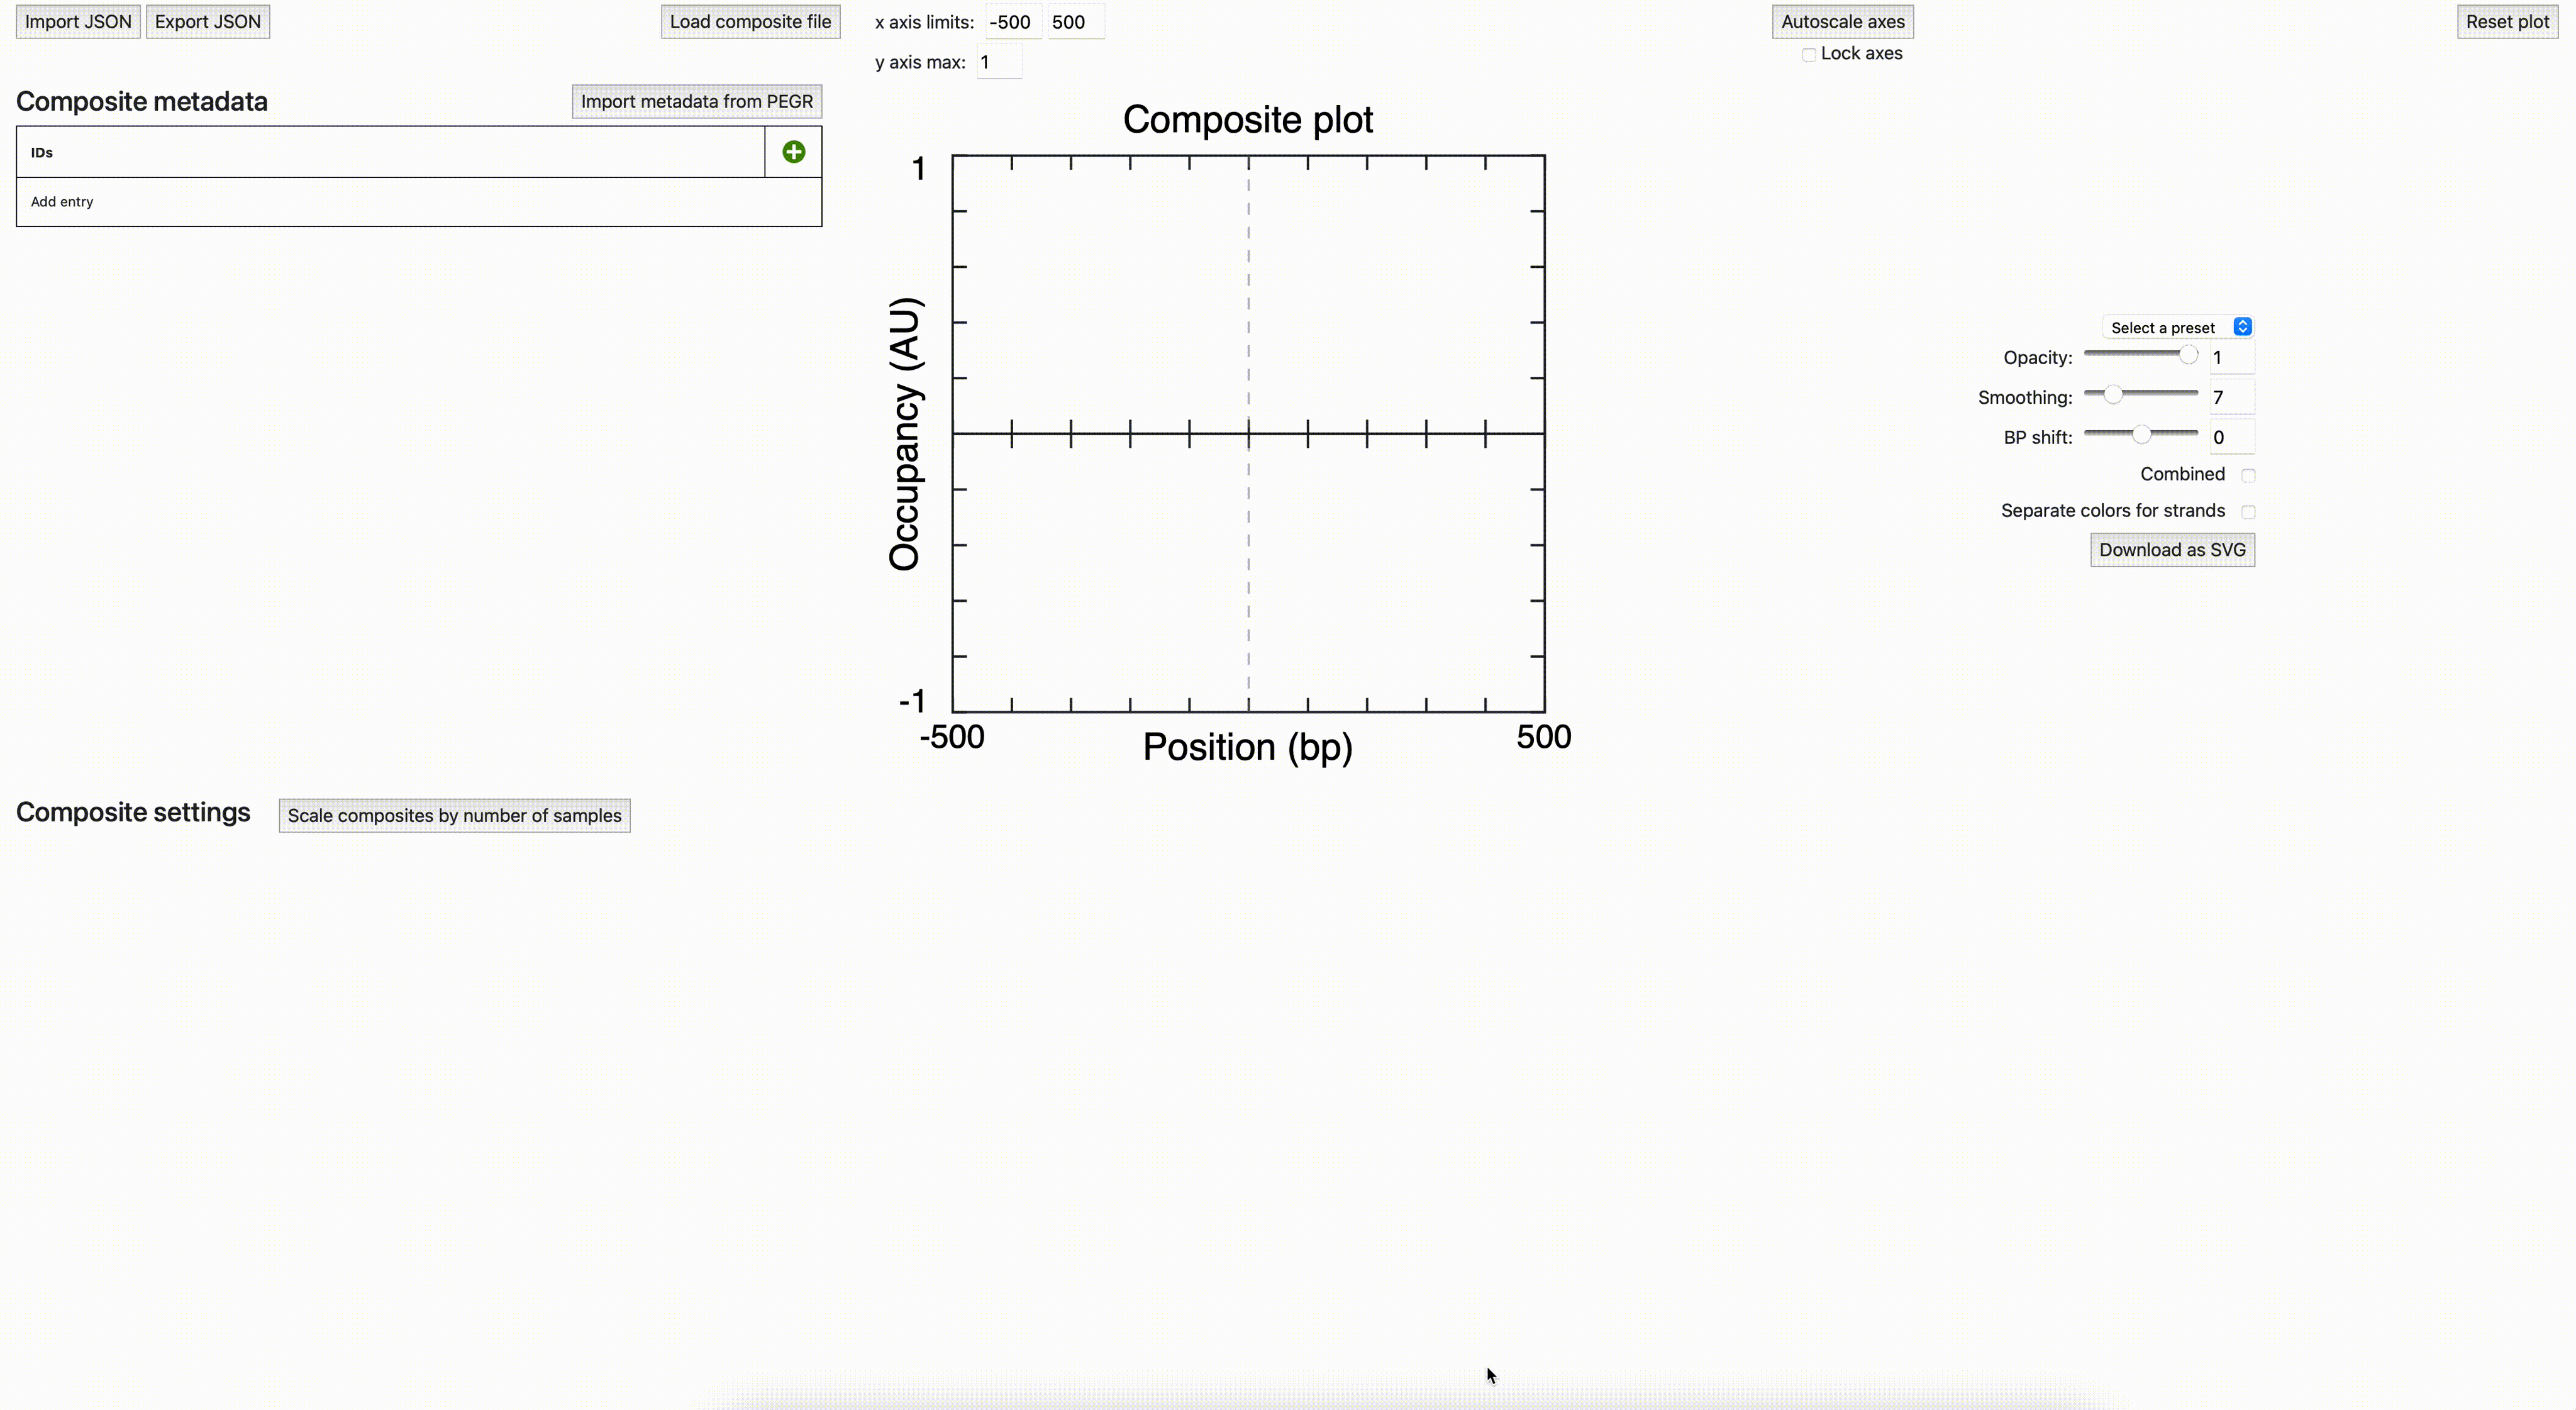 Import JSON Export JSON Load composite file x axis limits: -500 500 Autoscale axes Reset plot
Lock axes
y axis max: 1
Composite metadata Import metadata from PEGR
IDs
Add entry
Composite plot
1
Occupancy (AU)
-1
-500 500
Position (bp)
Select a preset
Opacity: 1
Smoothing: 7
BP shift: 0
Combined
Separate colors for strands
Download as SVG
Composite settings Scale composites by number of samples